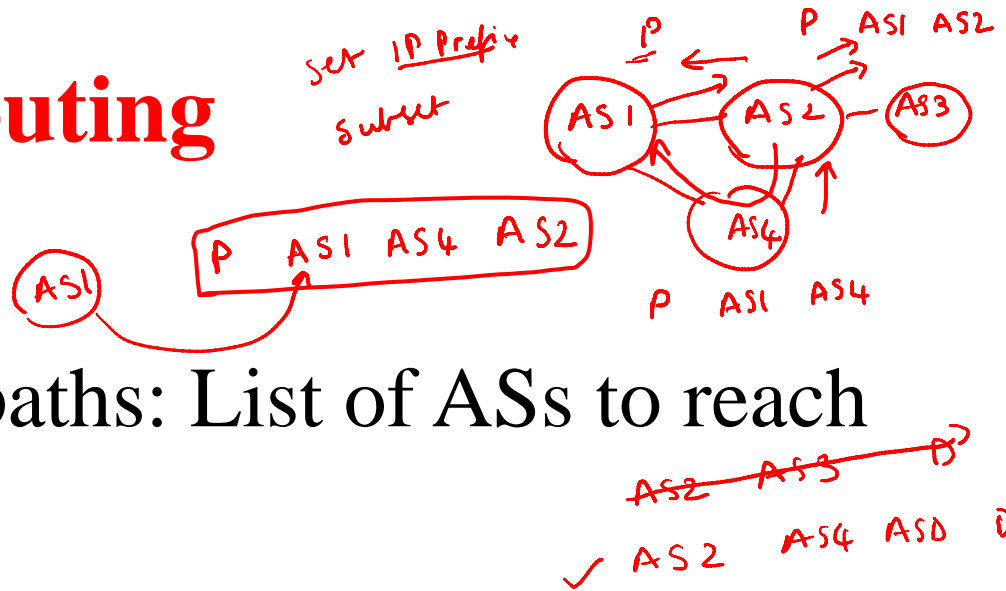 P AS1 AS2
set IP Prefix
P
uting
subset
AS1 AS2 AS3
AS4
P AS1 AS4 AS2
AS1
P AS1 AS4
paths: List of ASs to reach
AS2 AS3 D
✓ AS2 AS4 ASD